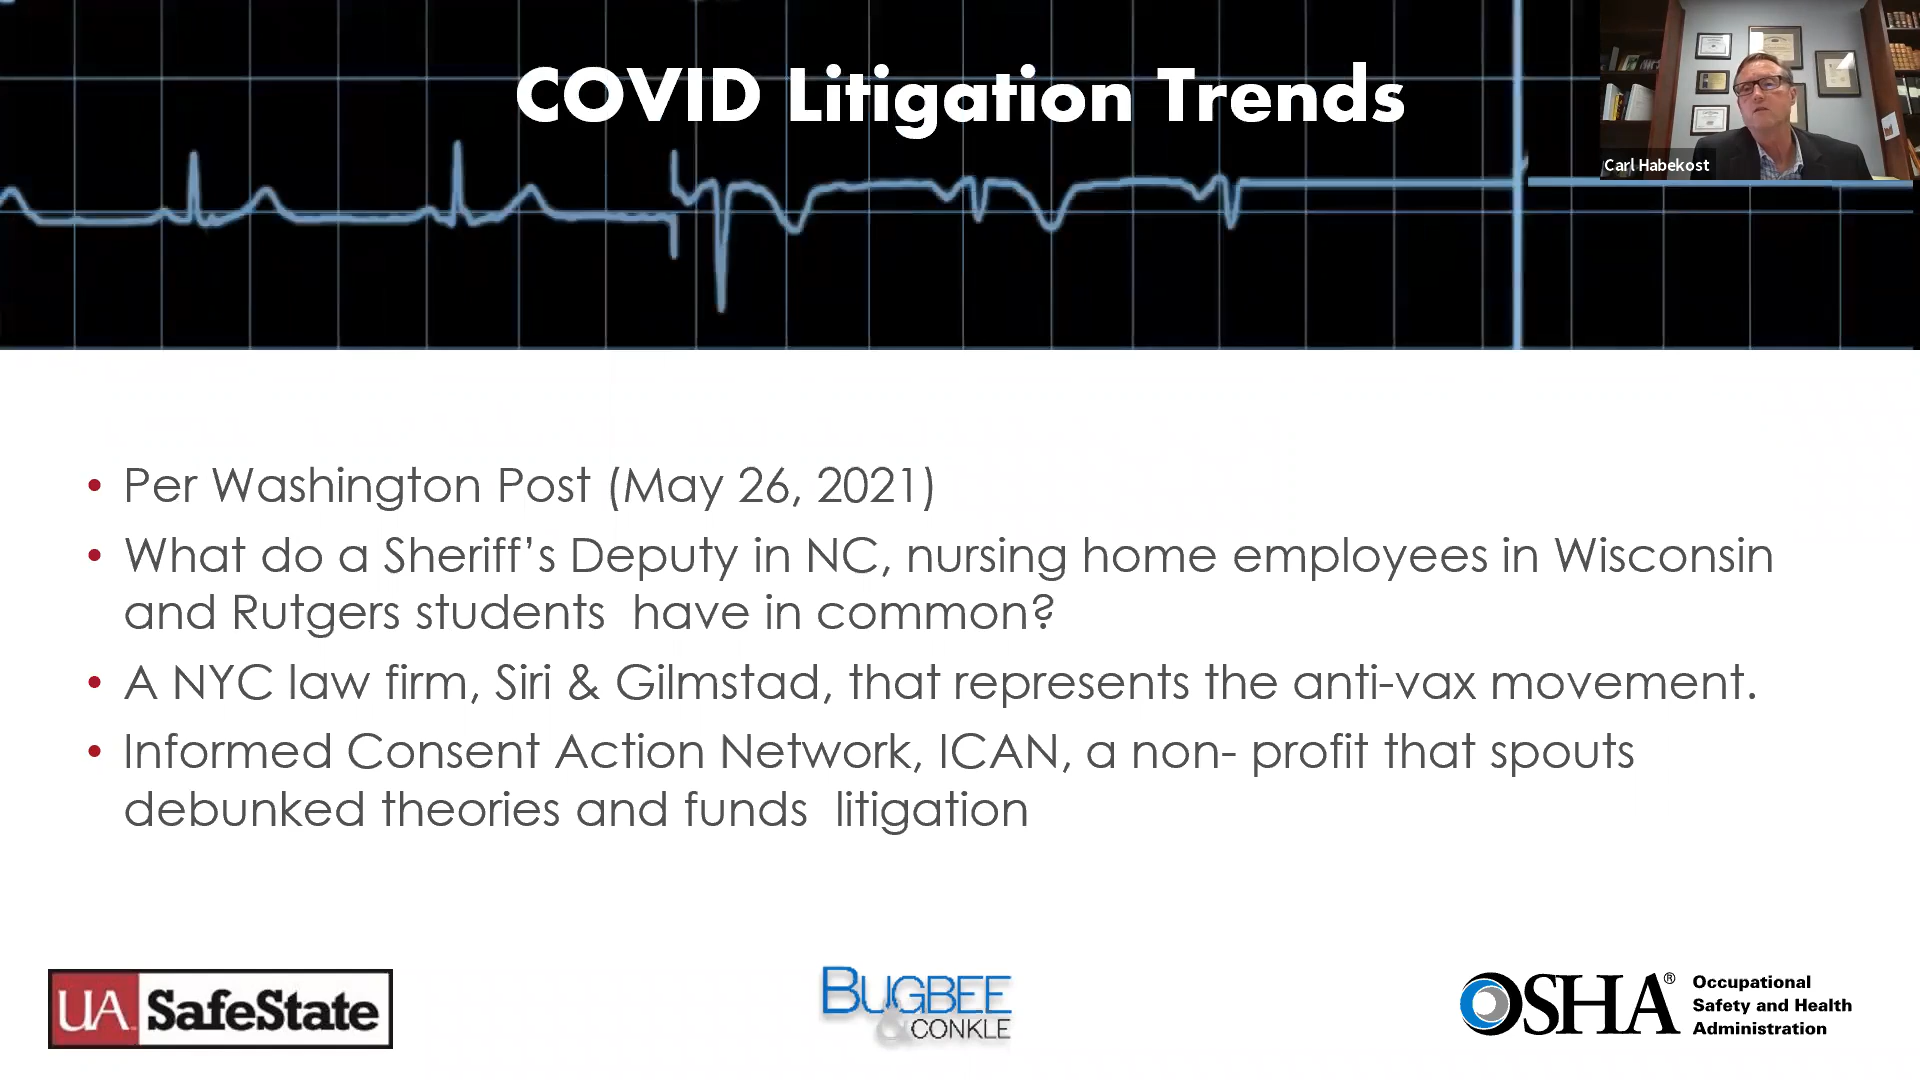 COVID Litigation Trends
Carl Habekost
• Per Washington Post (May 26, 2021)
• What do a Sheriff’s Deputy in NC, nursing home employees in Wisconsin
and Rutgers students  have in common?
• A NYC law firm, Siri & Gilmstad, that represents the anti-vax movement.
• Informed Consent Action Network, ICAN, a non- profit that spouts
debunked theories and funds  litigation
UA SafeState
BUGBEE
& CONKLE
OSHA®
Occupational
Safety and Health
Administration